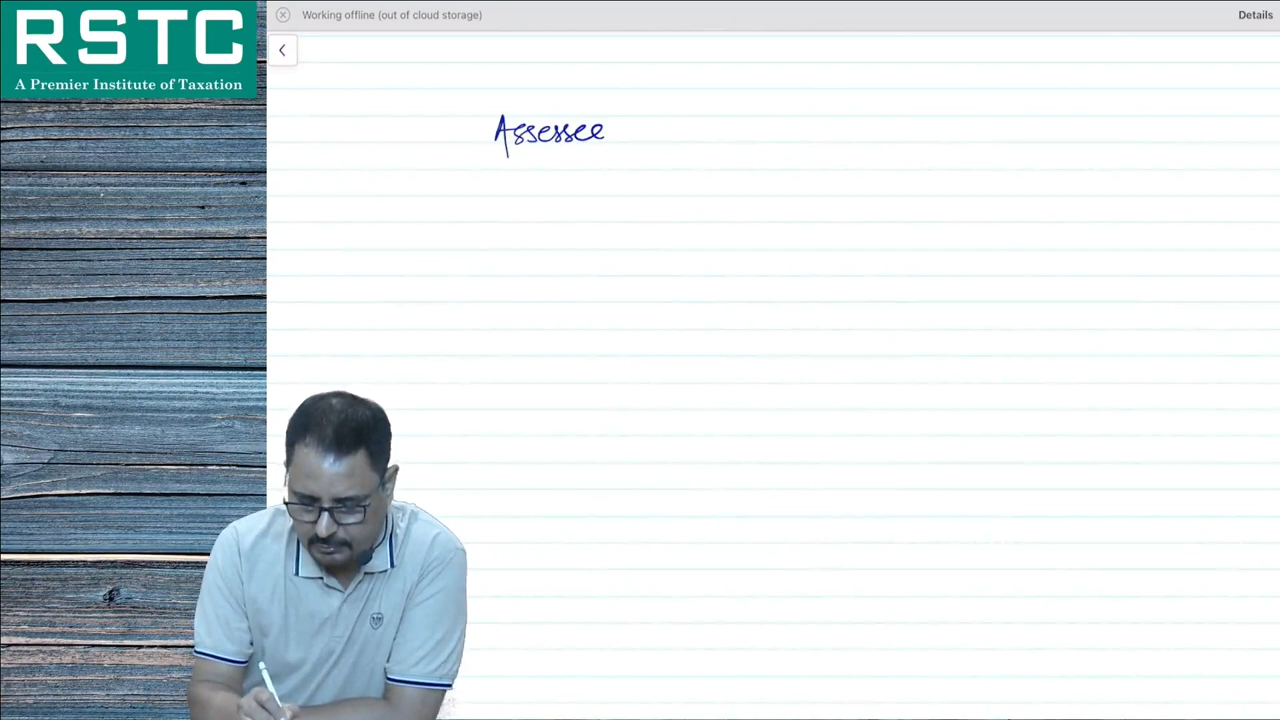 RSTC
A Premier Institute of Taxation
Working offline (out of cloud storage)
Details
Assessee